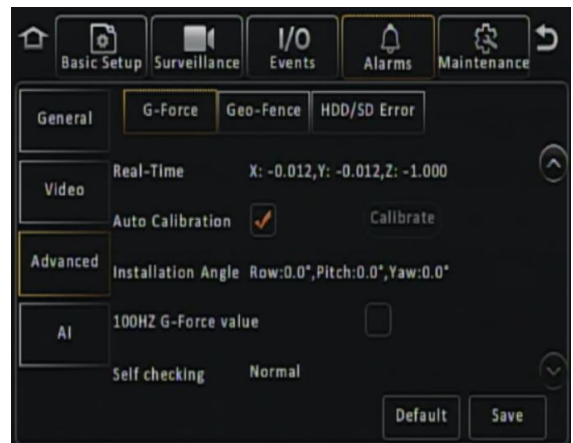 Basic Setup
Surveillance
I/O
Events
Alarms
Maintenance
General
G-Force
Geo-Fence
HDD/SD Error
Real-Time X: -0.012,Y: -0.012,Z: -1.000
Video
Auto Calibration
Calibrate
Advanced
Installation Angle Row:0.0°,Pitch:0.0°,Yaw:0.0°
100HZ G-Force value
AI
Self checking Normal
Default
Save